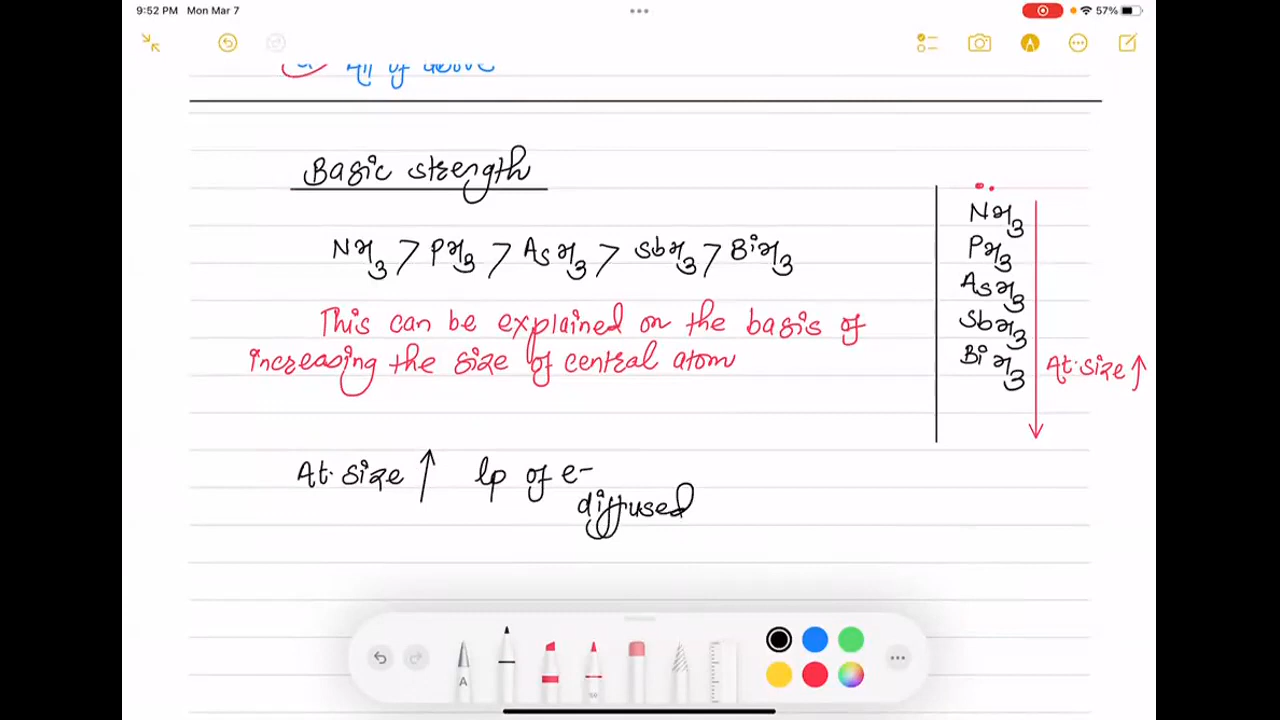 9:52 PM Mon Mar 7
57%
All of above
Basic strength
NH3 > PH3 > AsH3 > SbH3 > BiH3
This can be explained on the basis of
increasing the size of central atom
At. size ↑ lp of e-
diffused
NH3
PH3
AsH3
SbH3
BiH3
At. size ↑
A
50